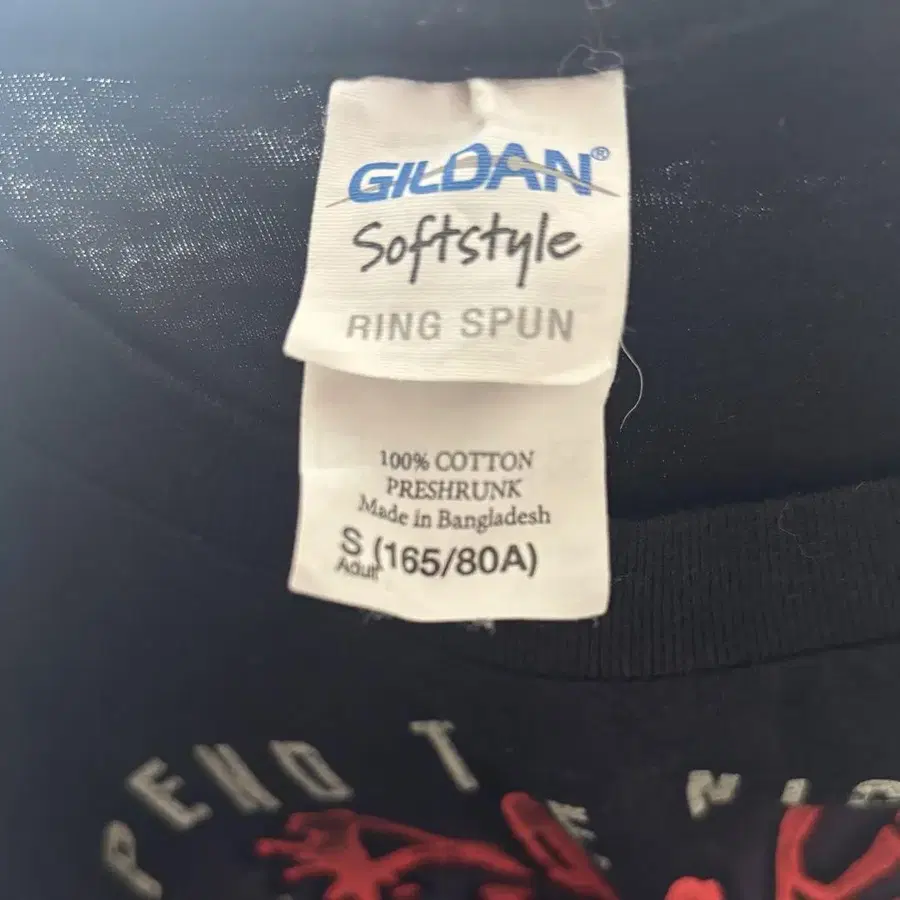 GILDAN®
Softstyle
RING SPUN
100% COTTON
PRESHRUNK
Made in Bangladesh
S (165/80A)
Adult